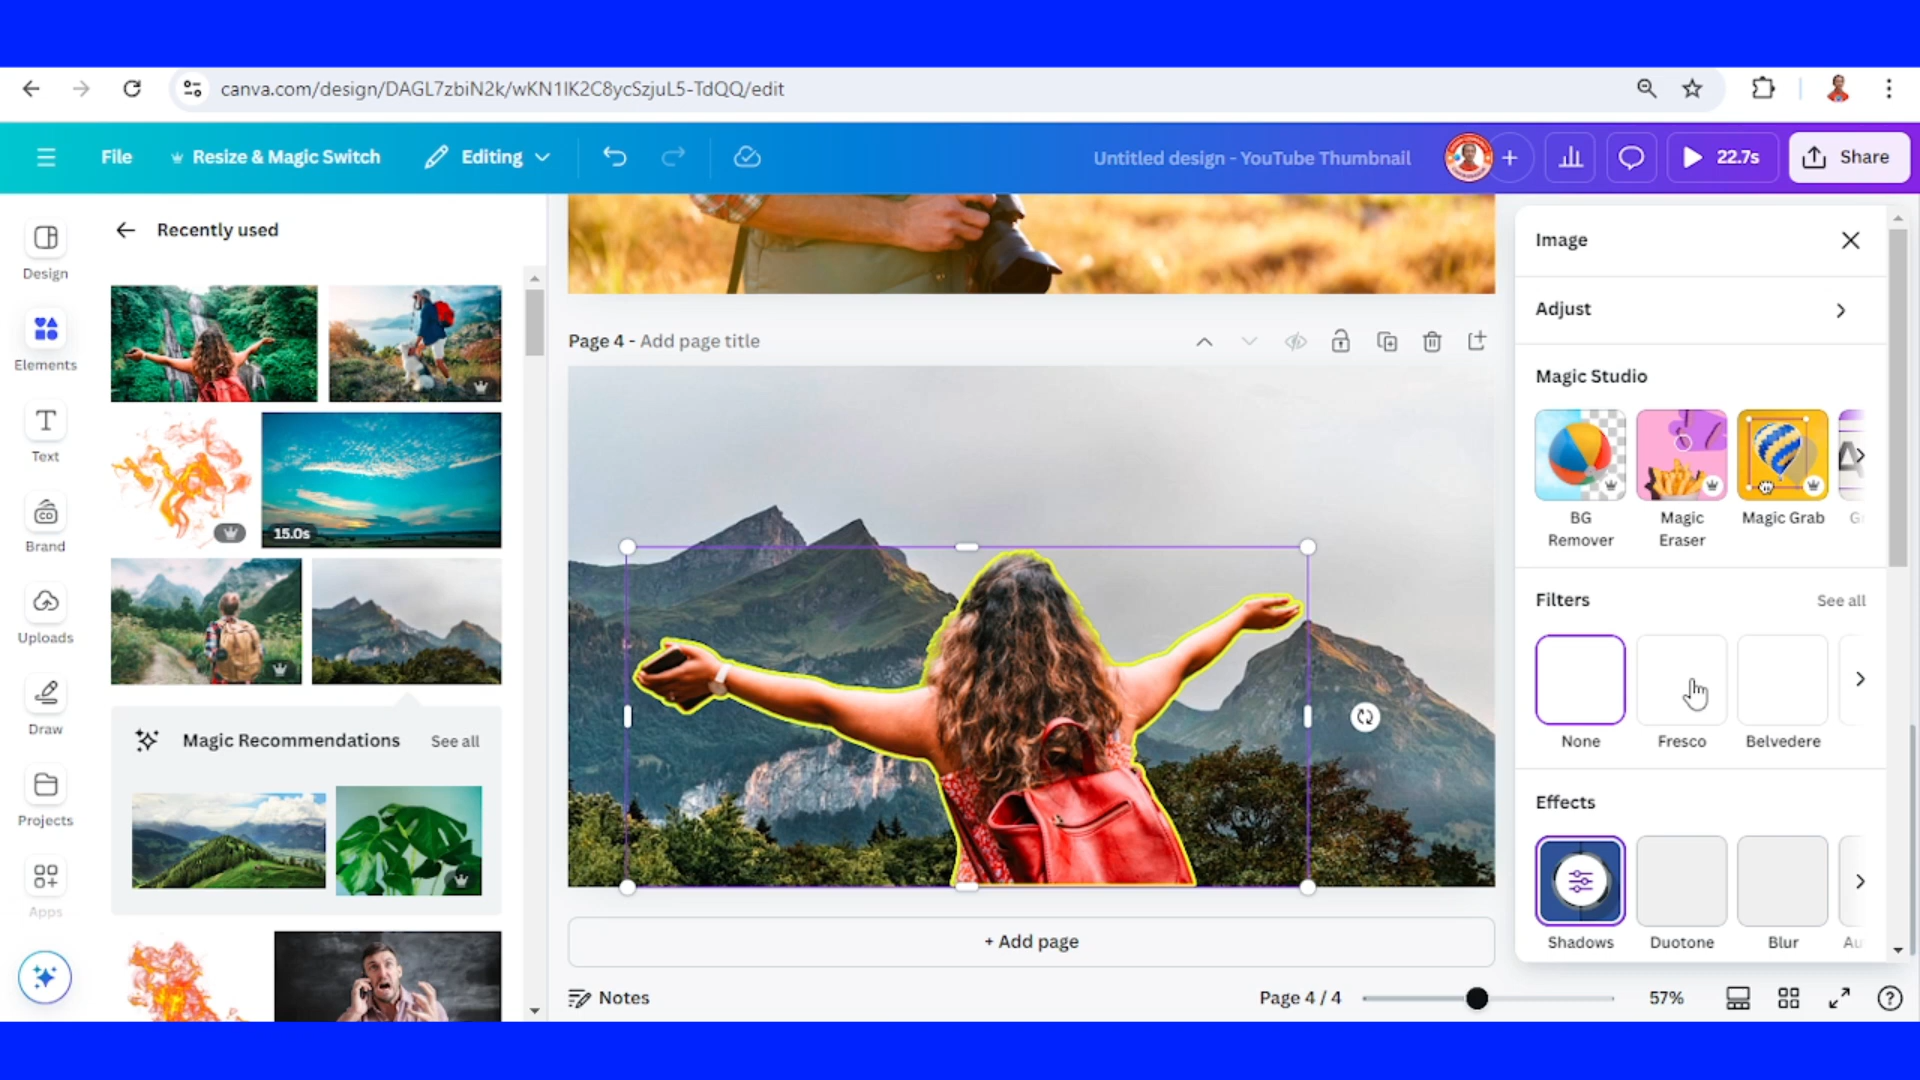 canva.com/design/DAGL7zbiN2k/wKN1IK2C8ycSzjuL5-TdQQ/edit
File
Resize & Magic Switch
Editing
Untitled design - YouTube Thumbnail
22.7s
Share
Design
Elements
Text
Brand
Uploads
Draw
Projects
Apps
Recently used
15.0s
Magic Recommendations
See all
Page 4 - Add page title
+ Add page
Notes
Page 4 / 4
57%
Image
Adjust
Magic Studio
BG
Remover
Magic
Eraser
Magic Grab
Filters
See all
None
Fresco
Belvedere
Effects
Shadows
Duotone
Blur
Au